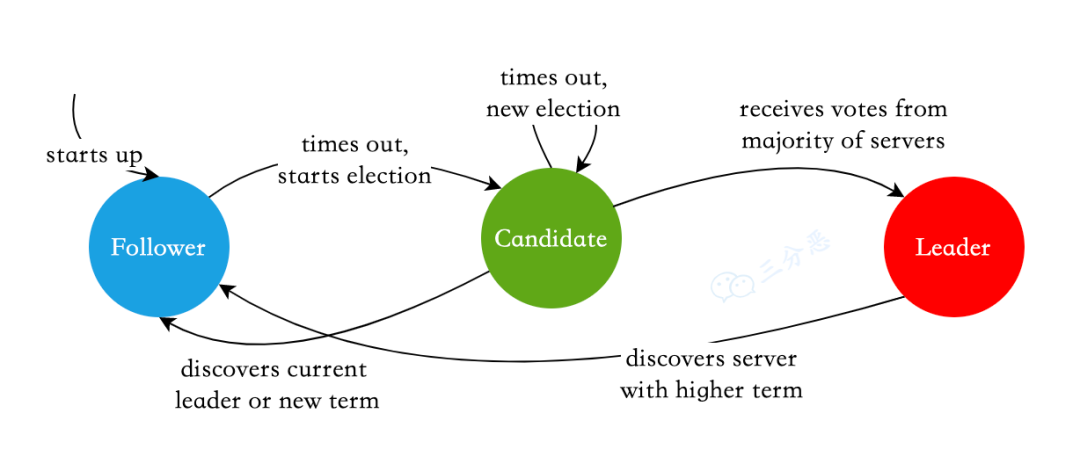 times out,
new election
receives votes from
majority of servers
starts up
times out,
starts election
Follower
Candidate
Leader
三分恶
discovers current
leader or new term
discovers server
with higher term